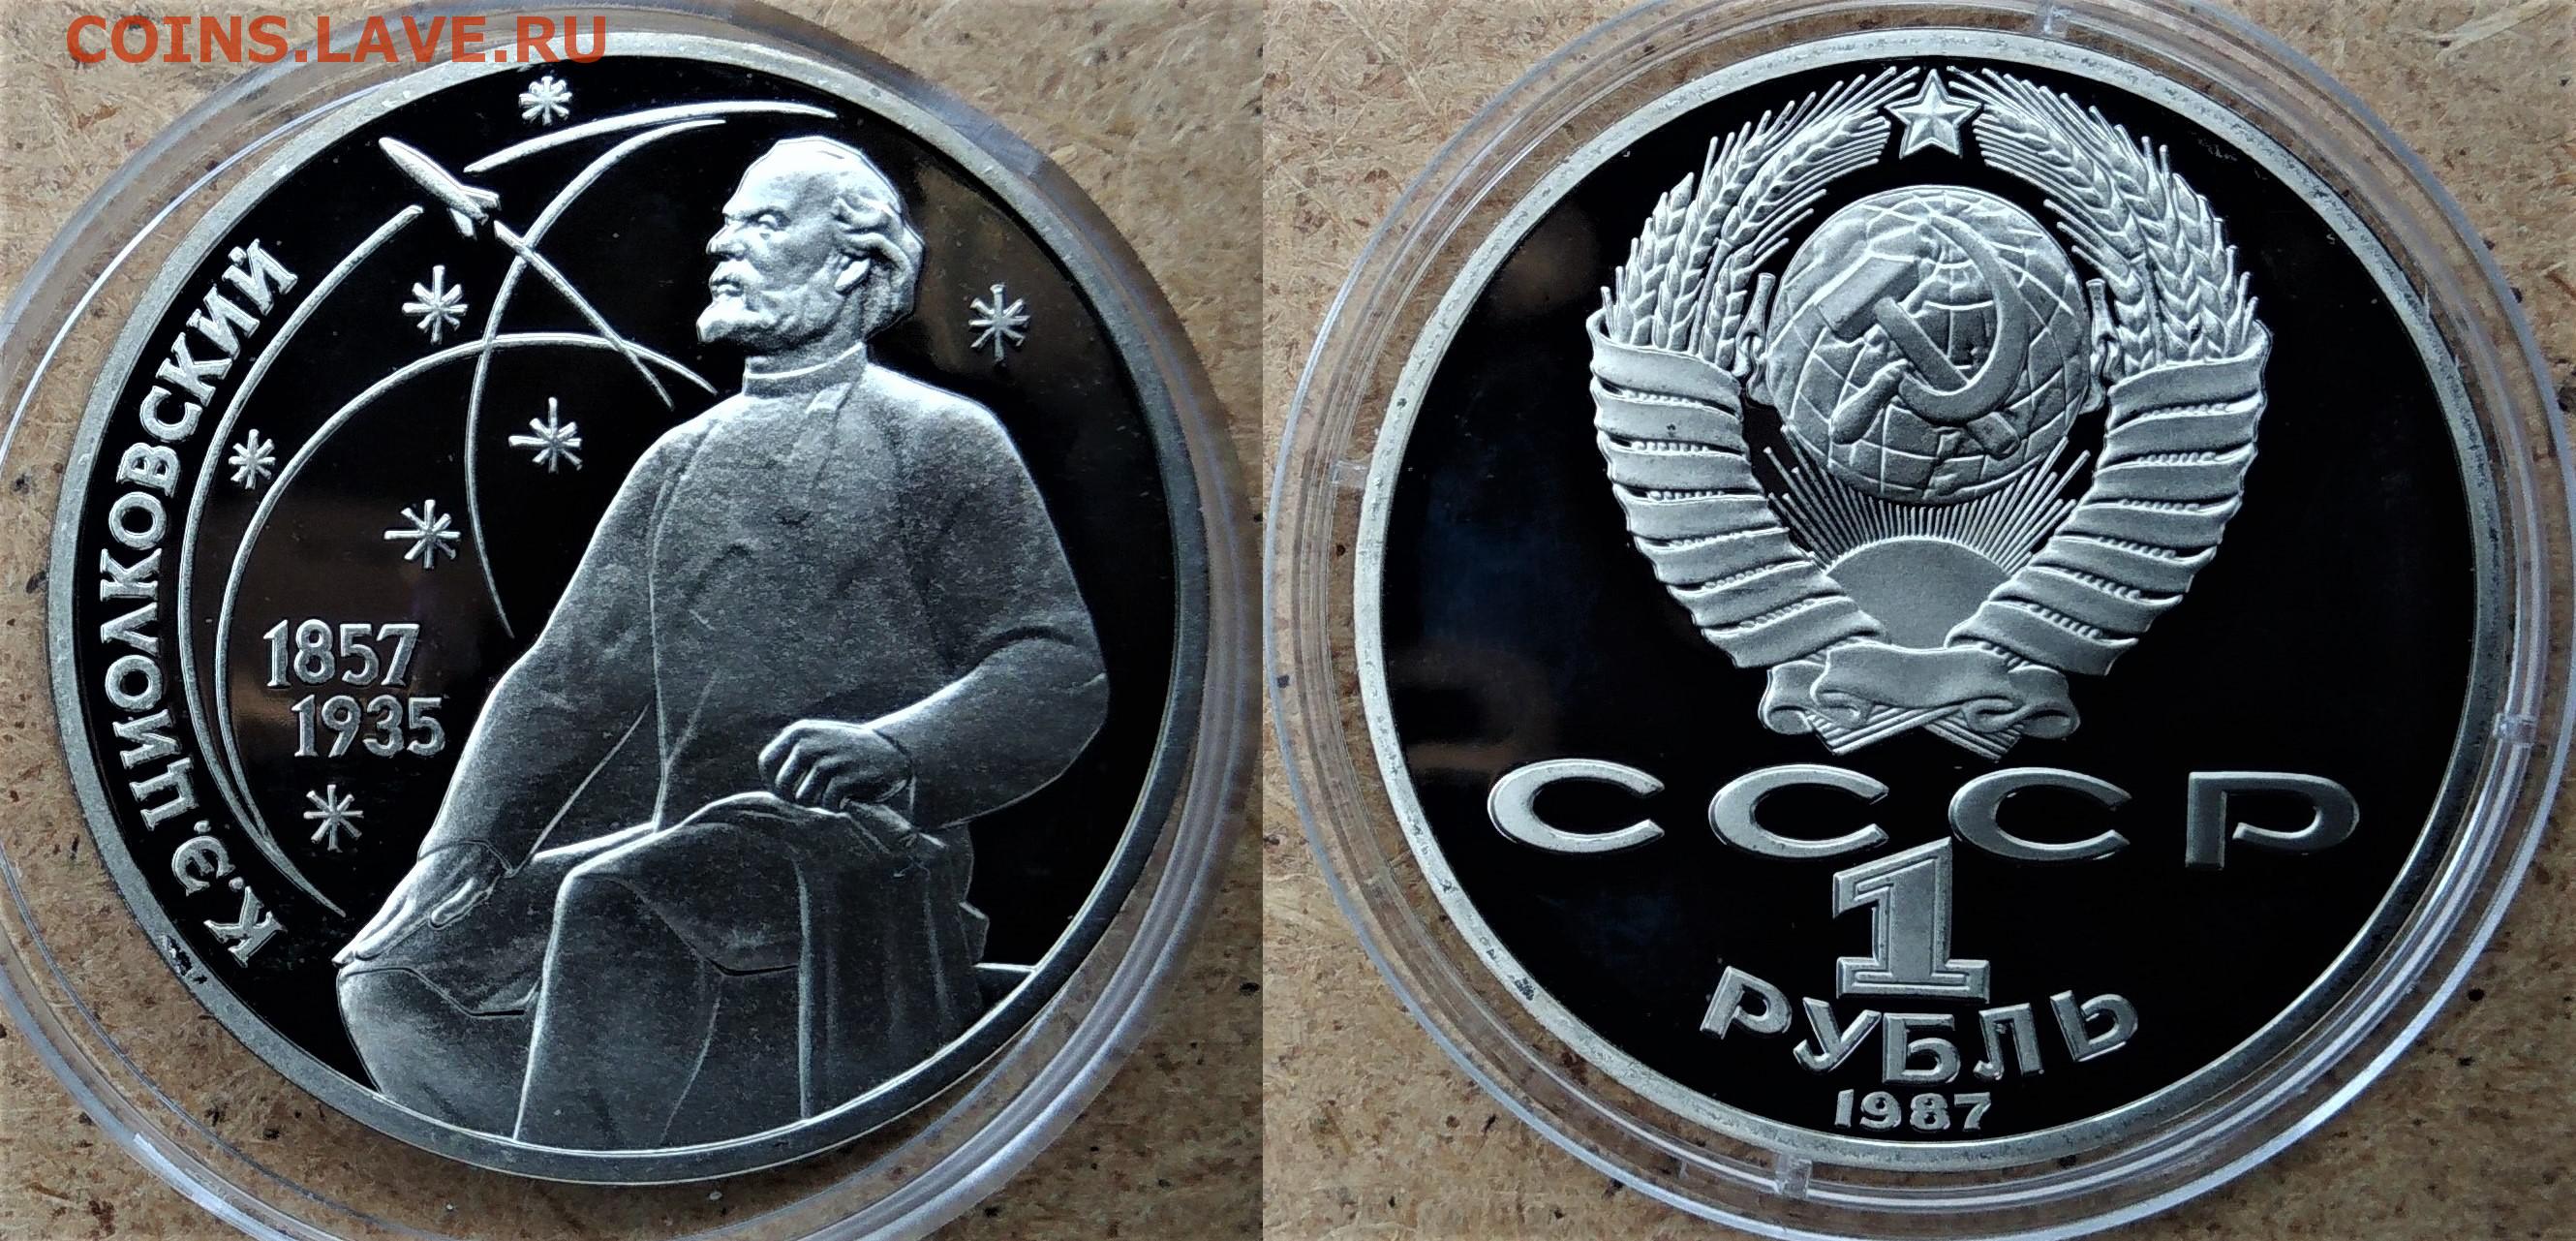 COINS.LAVE.RU
К.Э.ЦИОЛКОВСКИЙ
1857
1935
СССР
1
РУБЛЬ
1987